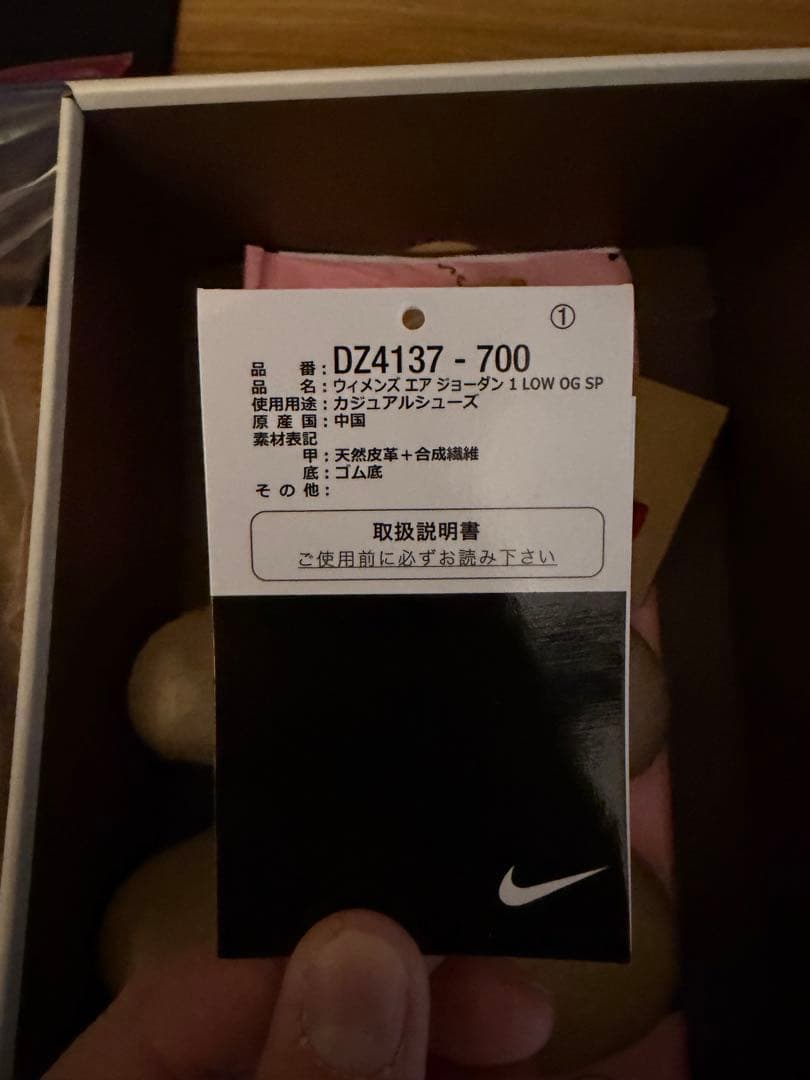 ①
品 番：DZ4137 - 700
品 名：ウィメンズ エア ジョーダン 1 LOW OG SP
使用用途：カジュアルシューズ
原 産 国：中国
素材表記
甲：天然皮革＋合成繊維
底：ゴム底
そ の 他：
取扱説明書
ご使用前に必ずお読み下さい